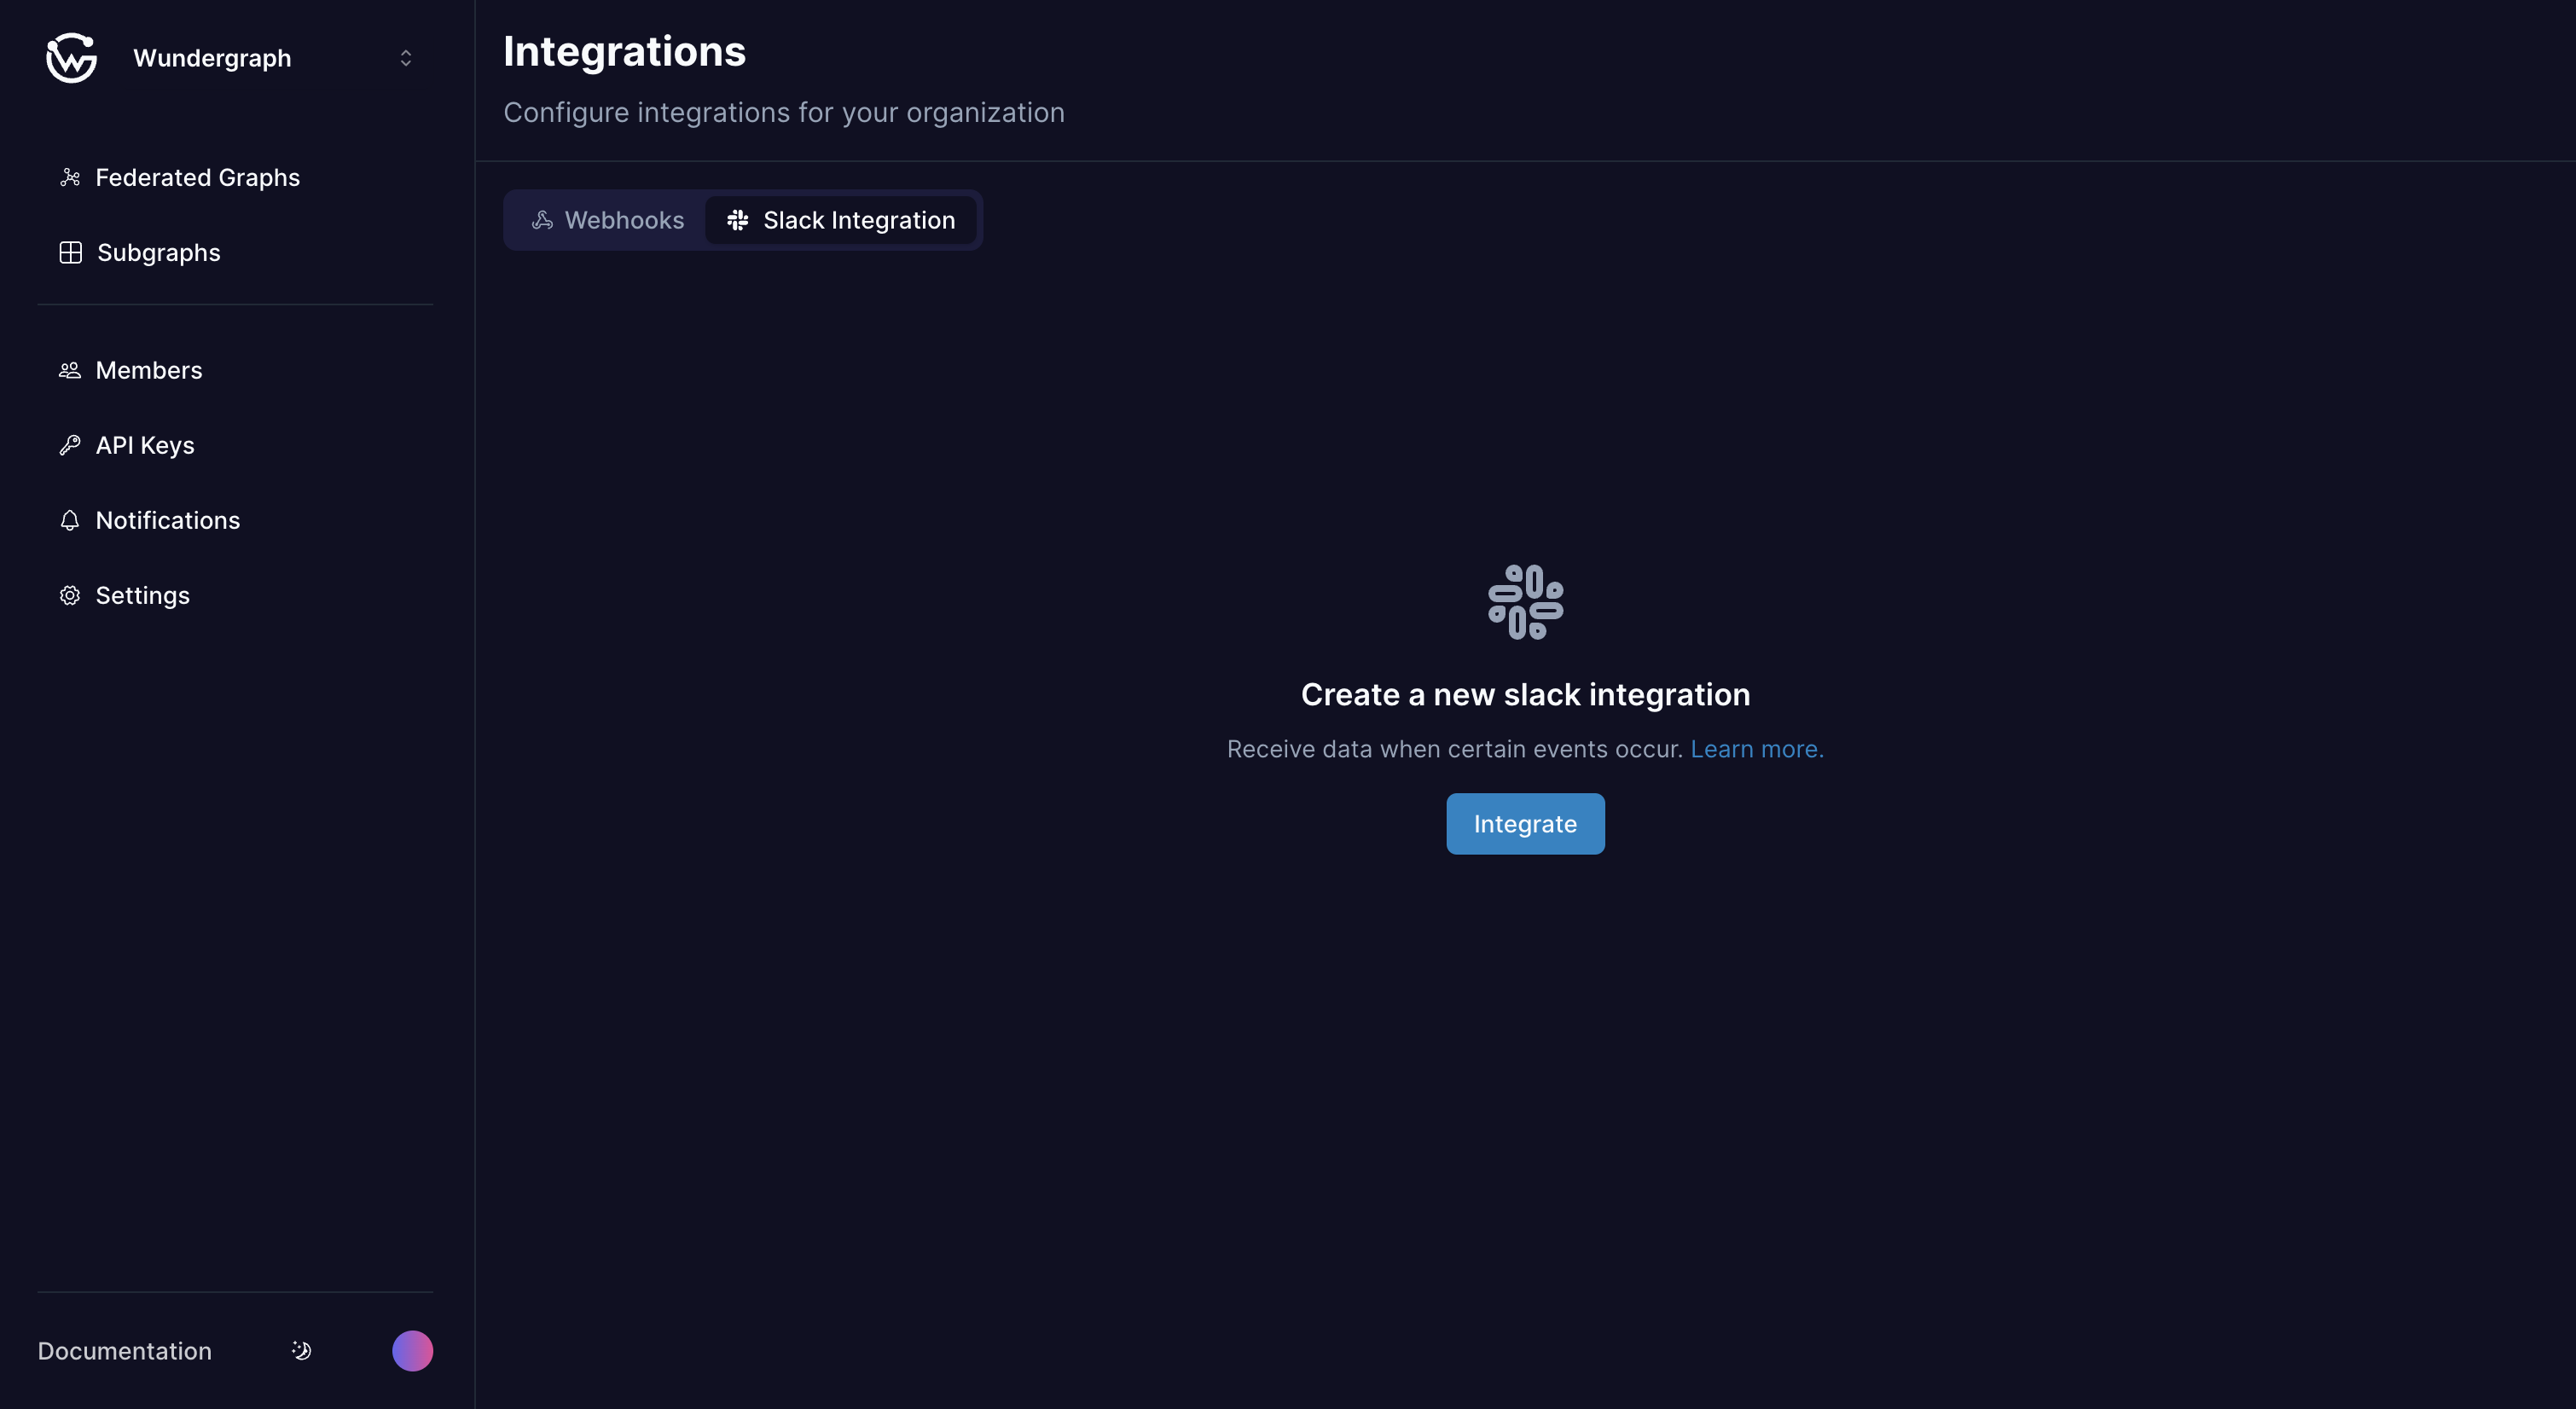 Wundergraph
Federated Graphs
Subgraphs
Members
API Keys
Notifications
Settings
Documentation
Integrations
Configure integrations for your organization
Webhooks
Slack Integration
Create a new slack integration
Receive data when certain events occur. Learn more.
Integrate